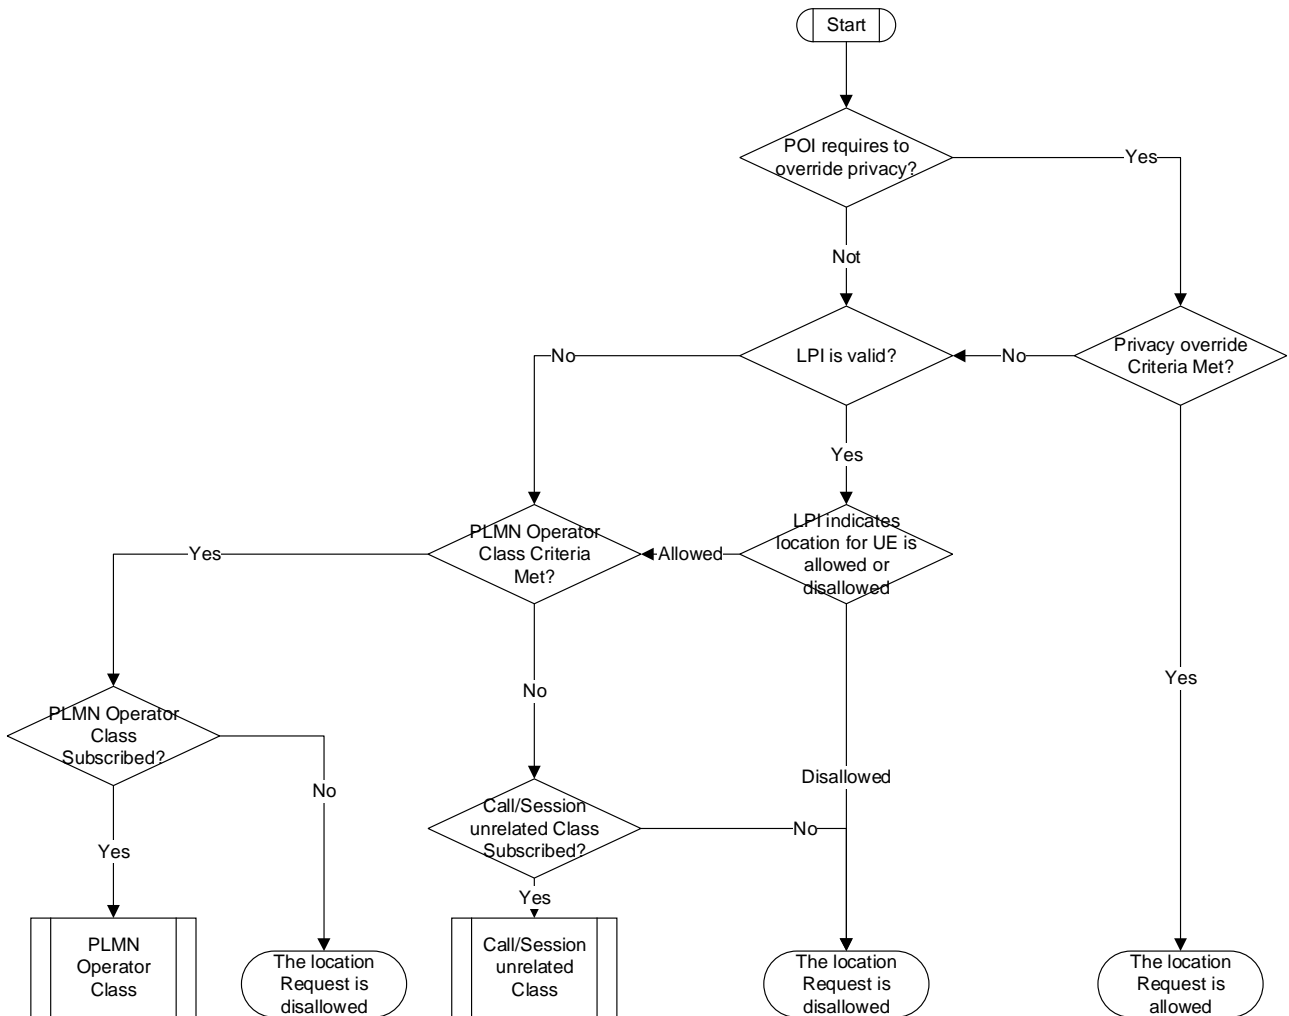 Start
POI requires to
override privacy?
Yes
Not
No
LPI is valid?
No
Privacy override
Criteria Met?
Yes
PLMN Operator
Class Criteria
Met?
Allowed
LPI indicates
location for UE is
allowed or
disallowed
Yes
No
Yes
PLMN Operator
Class
Subscribed?
No
Disallowed
Call/Session
unrelated Class
Subscribed?
No
Yes
Yes
PLMN
Operator
Class
The location
Request is
disallowed
Call/Session
unrelated
Class
The location
Request is
disallowed
The location
Request is
allowed